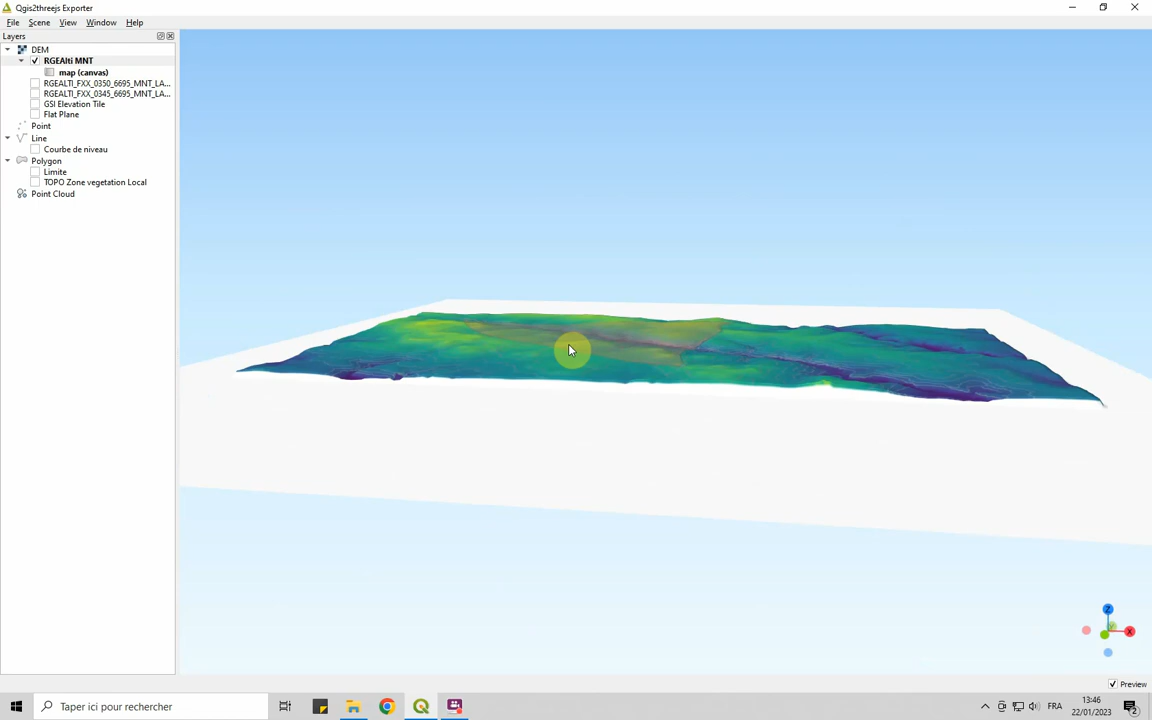 Qgis2threejs Exporter
File Scene View Window Help
Layers
DEM
RGEAlti MNT
map (canvas)
RGEALTI_FXX_0350_6695_MNT_LA...
RGEALTI_FXX_0345_6695_MNT_LA...
GSI Elevation Tile
Flat Plane
Point
Line
Courbe de niveau
Polygon
Limite
TOPO Zone vegetation Local
Point Cloud
Z
Y
X
Preview
Taper ici pour rechercher
FRA
13:46
22/01/2023
2